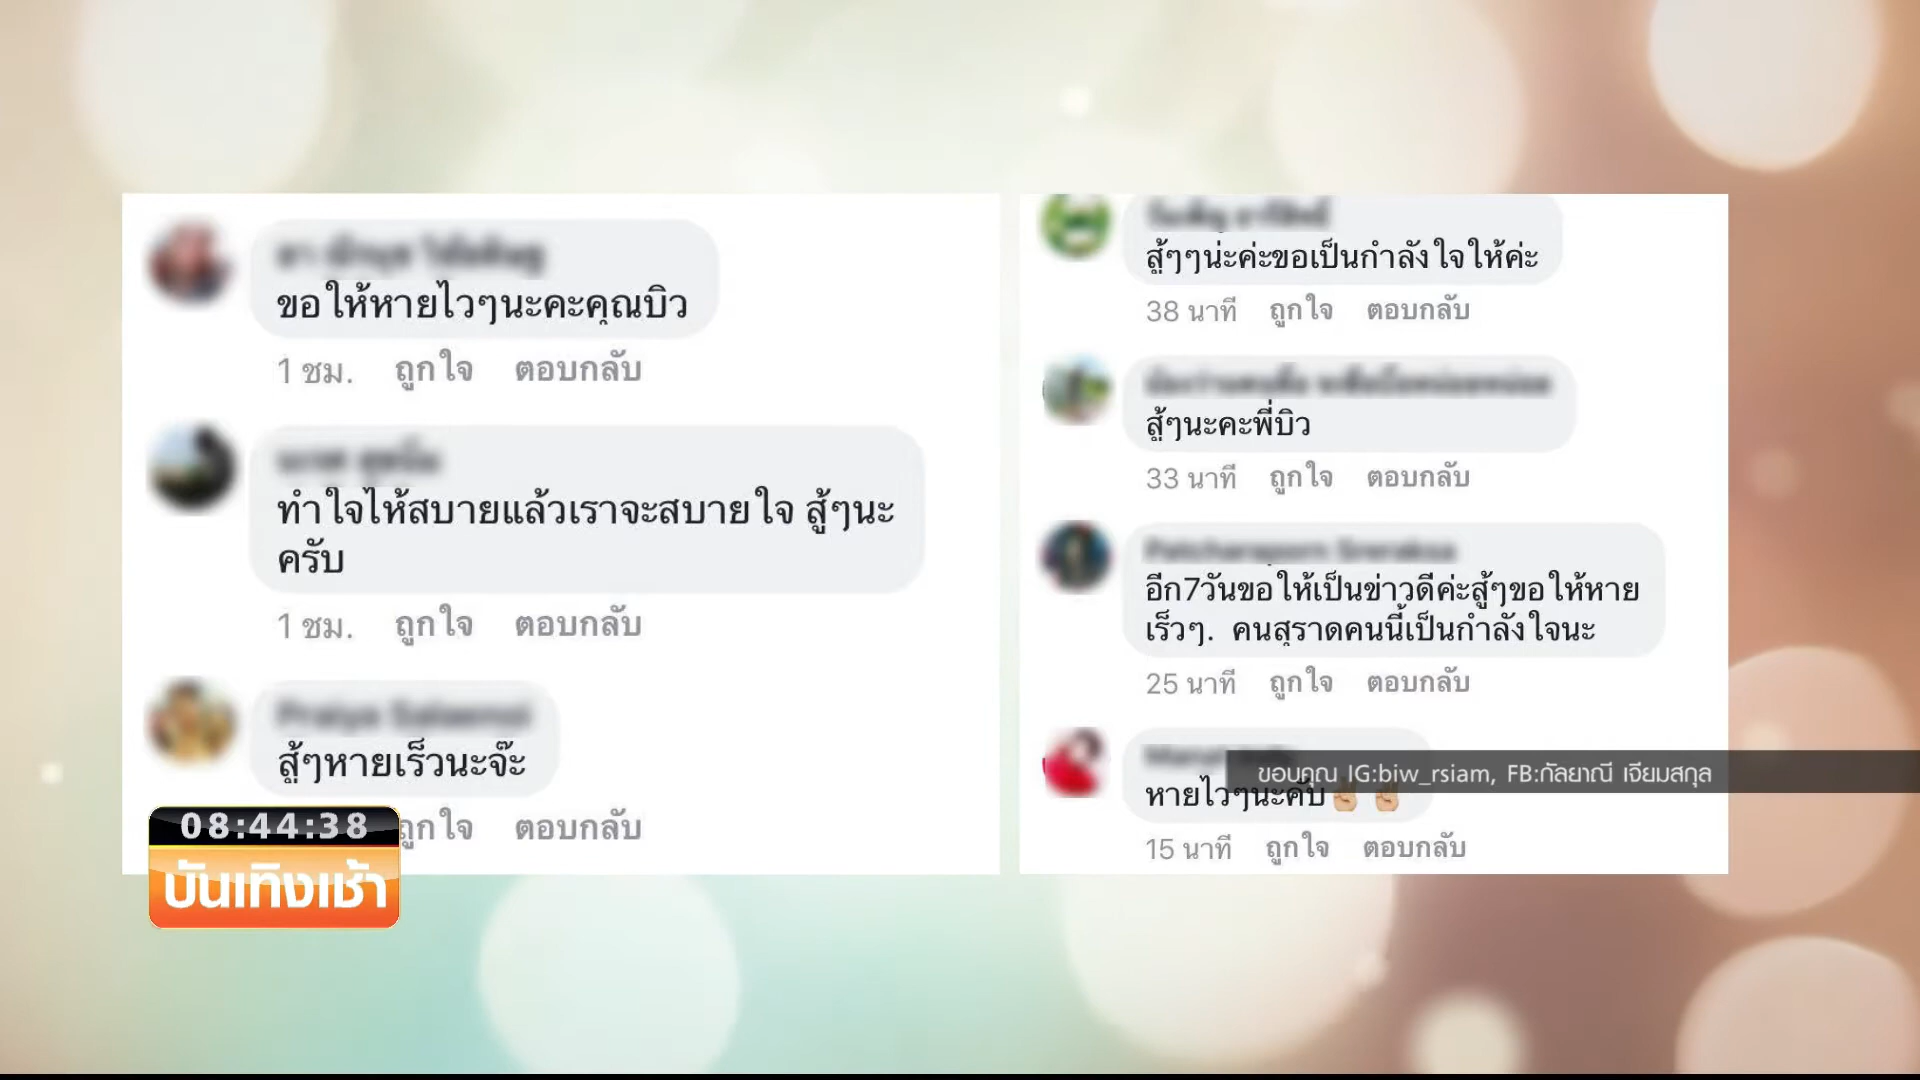 ขอให้หายไวๆนะคะคุณบิว
1 ชม. ถูกใจ ตอบกลับ
ทำใจไห้สบายแล้วเราจะสบายใจ สู้ๆนะ
ครับ
1 ชม. ถูกใจ ตอบกลับ
สู้ๆหายเร็วนะจ๊ะ
ถูกใจ ตอบกลับ
08:44:38
บันเทิงเช้า
สู้ๆๆน่ะค่ะขอเป็นกำลังใจให้ค่ะ
38 นาที ถูกใจ ตอบกลับ
สู้ๆนะคะพี่บิว
33 นาที ถูกใจ ตอบกลับ
อีก7วันขอให้เป็นข่าวดีค่ะสู้ๆขอให้หาย
เร็วๆ. คนสุราดคนนี้เป็นกำลังใจนะ
25 นาที ถูกใจ ตอบกลับ
ขอบคุณ IG:biw_rsiam, FB:กัลยาณี เจียมสกุล
หายไวๆนะคับ✌🏼✌🏼
15 นาที ถูกใจ ตอบกลับ